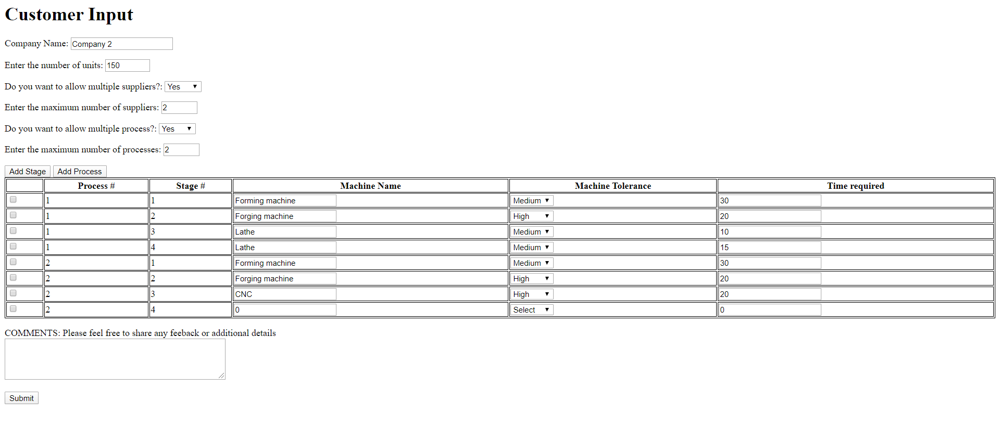 Customer Input
Company Name: Company 2
Enter the number of units: 150
Do you want to allow multiple suppliers?: Yes
Enter the maximum number of suppliers: 2
Do you want to allow multiple process?: Yes
Enter the maximum number of processes: 2
Add Stage Add Process
Process # Stage # Machine Name Machine Tolerance Time required
1 1 Forming machine Medium 30
1 2 Forging machine High 20
1 3 Lathe Medium 10
1 4 Lathe Medium 15
2 1 Forming machine Medium 30
2 2 Forging machine High 20
2 3 CNC High 20
2 4 0 Select 0
COMMENTS: Please feel free to share any feeback or additional details
Submit